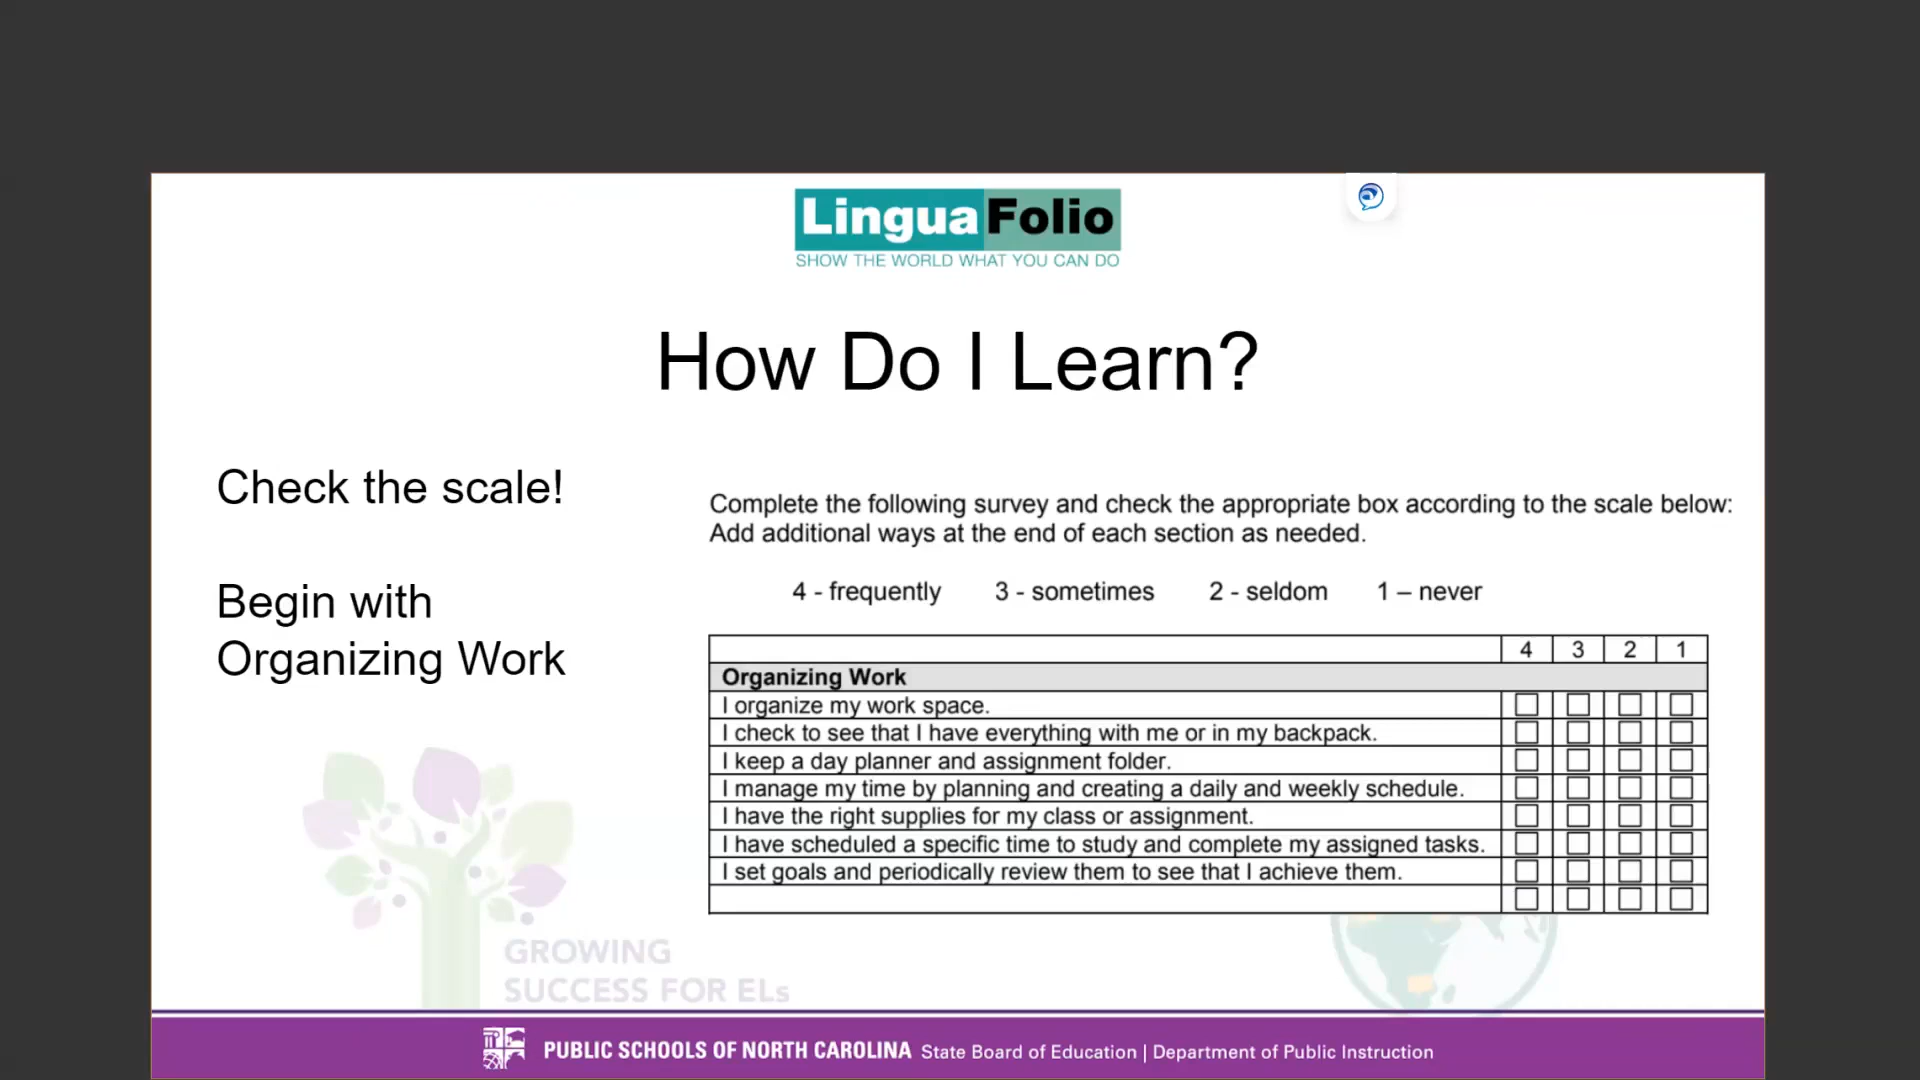 LinguaFolio
SHOW THE WORLD WHAT YOU CAN DO
How Do I Learn?
Check the scale!
Begin with
Organizing Work
Complete the following survey and check the appropriate box according to the scale below:
Add additional ways at the end of each section as needed.
4 - frequently 3 - sometimes 2 - seldom 1 – never
4 3 2 1
Organizing Work
I organize my work space.
I check to see that I have everything with me or in my backpack.
I keep a day planner and assignment folder.
I manage my time by planning and creating a daily and weekly schedule.
I have the right supplies for my class or assignment.
I have scheduled a specific time to study and complete my assigned tasks.
I set goals and periodically review them to see that I achieve them.
GROWING
SUCCESS FOR ELs
PUBLIC SCHOOLS OF NORTH CAROLINA State Board of Education | Department of Public Instruction